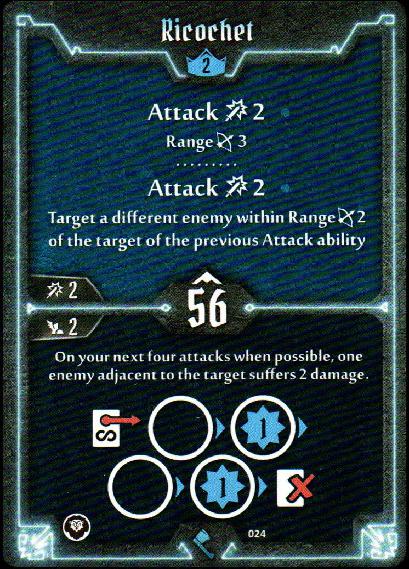 Ricochet
2
Attack 2
Range 3
Attack 2
Target a different enemy within Range 2
of the target of the previous Attack ability
2
56
2
On your next four attacks when possible, one
enemy adjacent to the target suffers 2 damage.
1
1
024